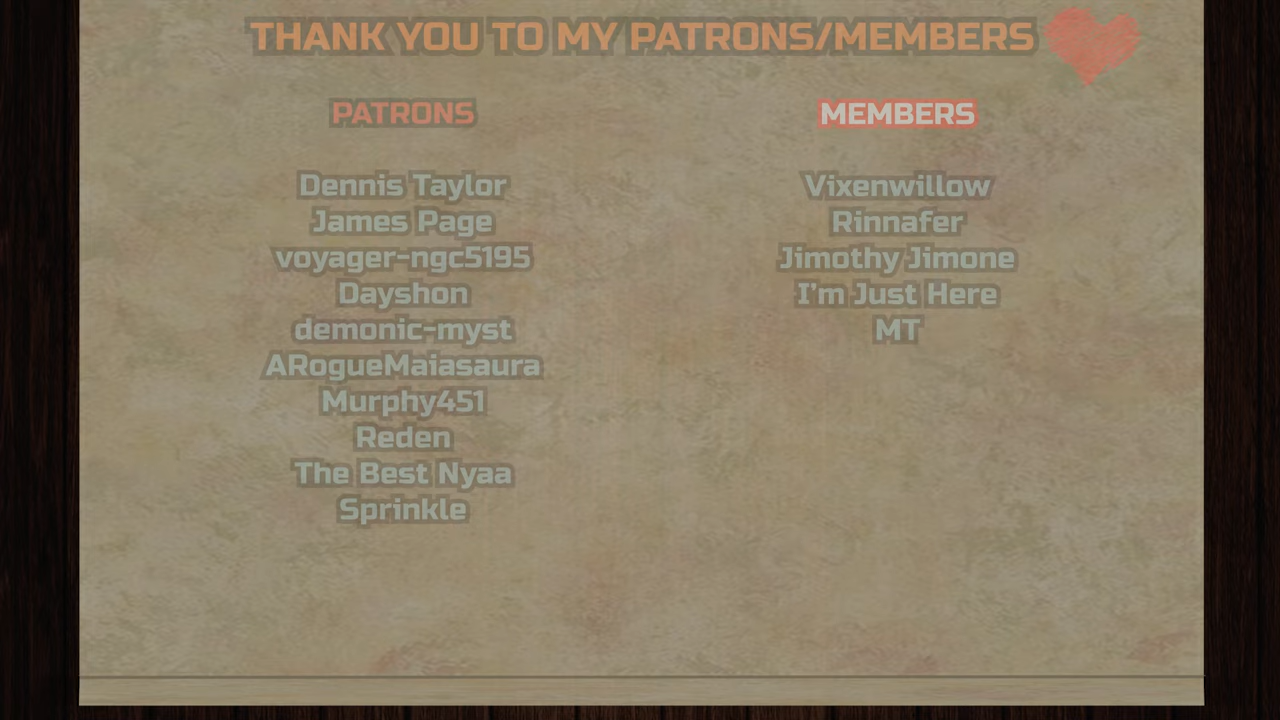 THANK YOU TO MY PATRONS/MEMBERS
PATRONS
Dennis Taylor
James Page
voyager-ngc5195
Dayshon
demonic-myst
ARogueMaiasaura
Murphy451
Reden
The Best Nyaa
Sprinkle
MEMBERS
Vixenwillow
Rinnafer
Jimothy Jimone
I'm Just Here
MT